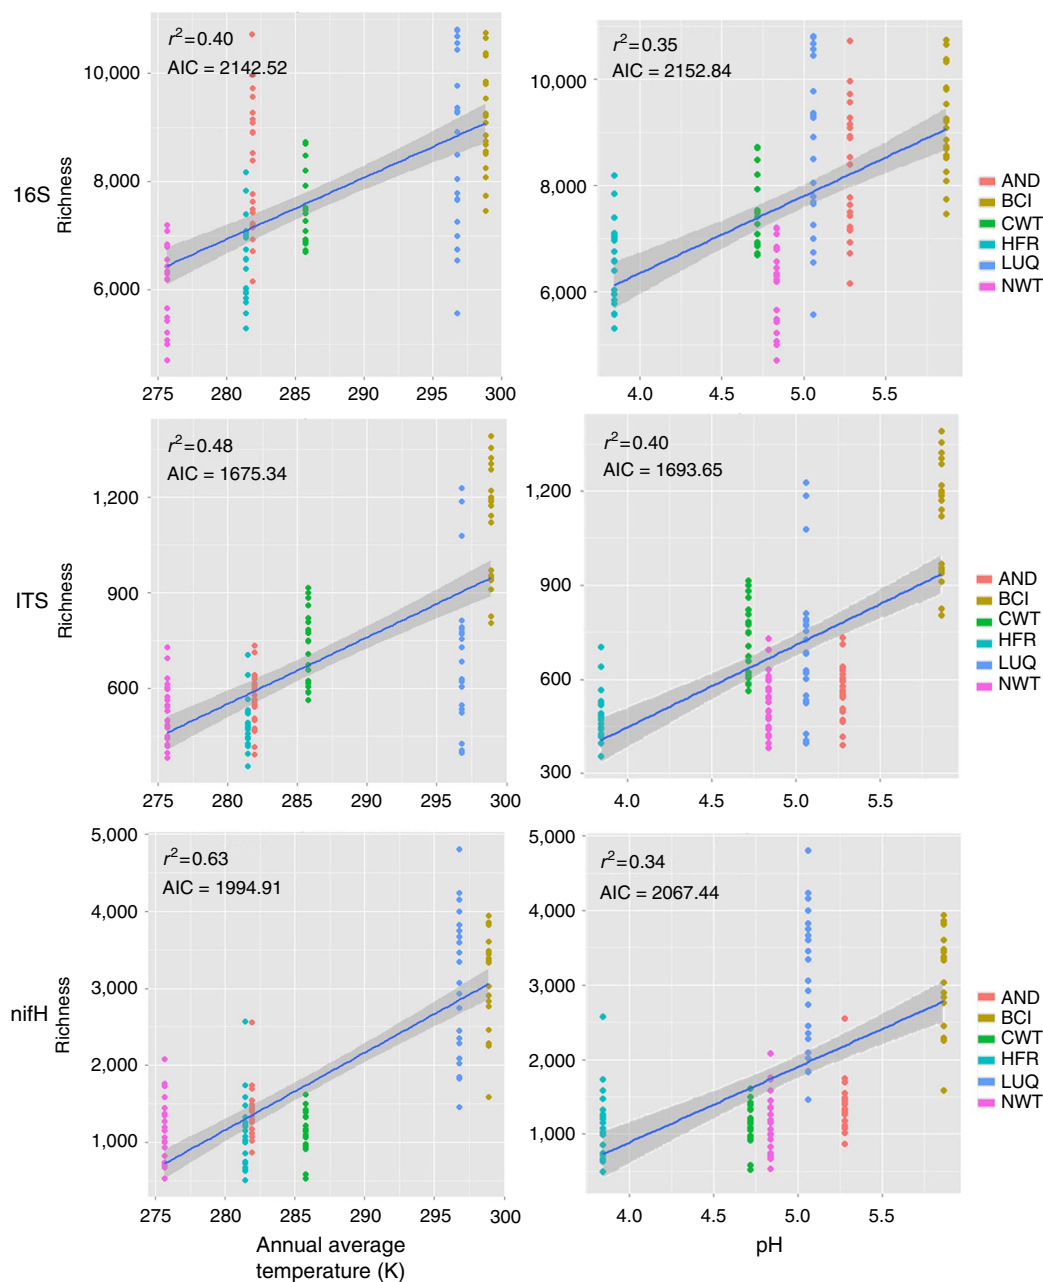 r²=0.40
AIC = 2142.52
10,000
8,000
6,000
16S
Richness
275 280 285 290 295 300
r²=0.35
AIC = 2152.84
10,000
8,000
6,000
4.0 4.5 5.0 5.5
AND
BCI
CWT
HFR
LUQ
NWT
r²=0.48
AIC = 1675.34
1,200
900
600
ITS
Richness
275 280 285 290 295 300
r²=0.40
AIC = 1693.65
1,200
900
600
300
4.0 4.5 5.0 5.5
AND
BCI
CWT
HFR
LUQ
NWT
5,000
r²=0.63
AIC = 1994.91
4,000
3,000
2,000
1,000
nifH
Richness
275 280 285 290 295 300
Annual average
temperature (K)
5,000
r²=0.34
AIC = 2067.44
4,000
3,000
2,000
1,000
4.0 4.5 5.0 5.5
pH
AND
BCI
CWT
HFR
LUQ
NWT